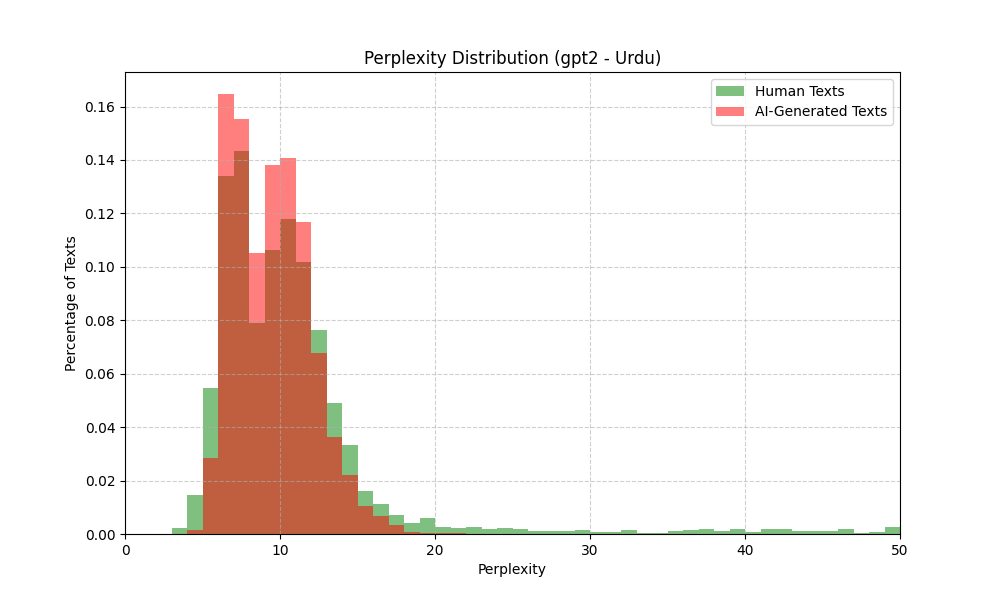 Perplexity Distribution (gpt2 - Urdu)
Human Texts
AI-Generated Texts
Percentage of Texts
0.16
0.14
0.12
0.10
0.08
0.06
0.04
0.02
0.00
0 10 20 30 40 50
Perplexity